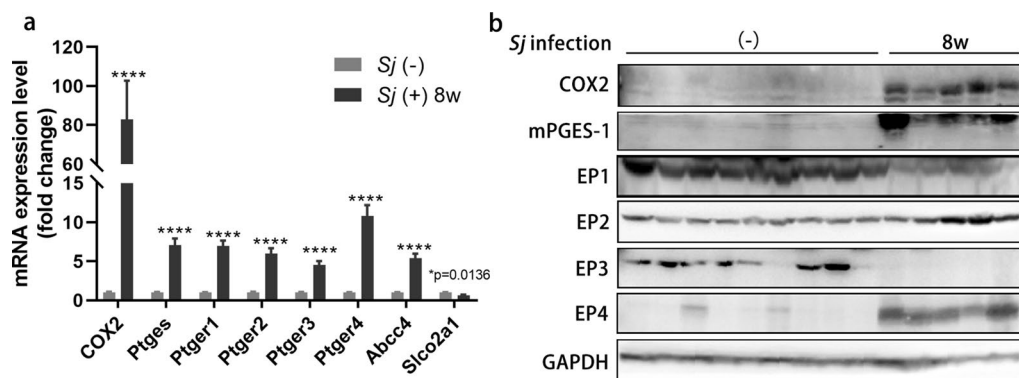 a
mRNA expression level
(fold change)
120
100
80
60
15
10
5
0
Sj (-)
Sj (+) 8w
****
****
****
****
****
****
****
*p=0.0136
COX2
Ptges
Ptger1
Ptger2
Ptger3
Ptger4
Abcc4
Slco2a1
b
Sj infection (-) 8w
COX2
mPGES-1
EP1
EP2
EP3
EP4
GAPDH